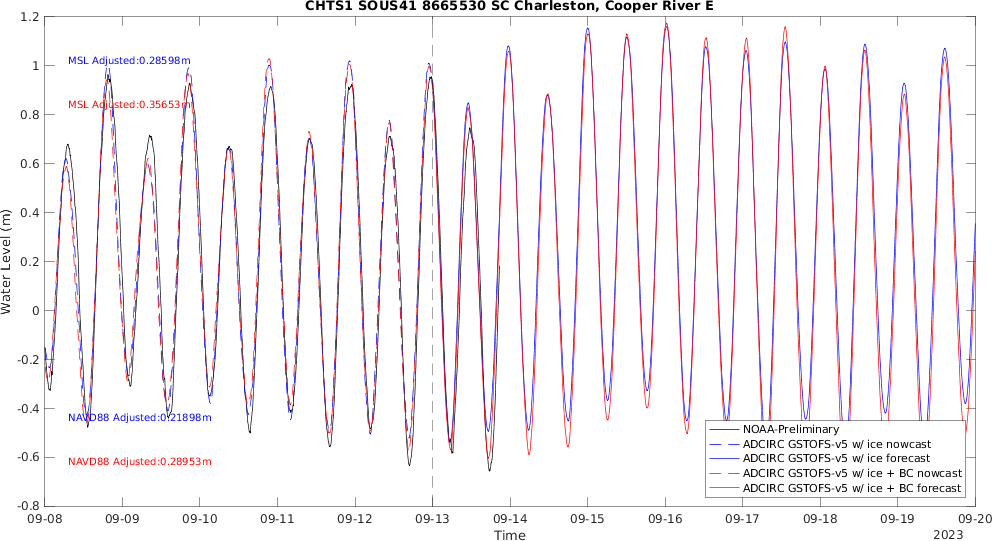 CHTS1 SOUS41 8665530 SC Charleston, Cooper River E
1.2
1
0.8
0.6
0.4
0.2
0
-0.2
-0.4
-0.6
-0.8
Water Level (m)
MSL Adjusted:0.28598m
MSL Adjusted:0.35653m
NAVD88 Adjusted:0.21898m
NAVD88 Adjusted:0.28953m
NOAA-Preliminary
ADCIRC GSTOFS-v5 w/ ice nowcast
ADCIRC GSTOFS-v5 w/ ice forecast
ADCIRC GSTOFS-v5 w/ ice + BC nowcast
ADCIRC GSTOFS-v5 w/ ice + BC forecast
09-08 09-09 09-10 09-11 09-12 09-13 09-14 09-15 09-16 09-17 09-18 09-19 09-20
Time
2023